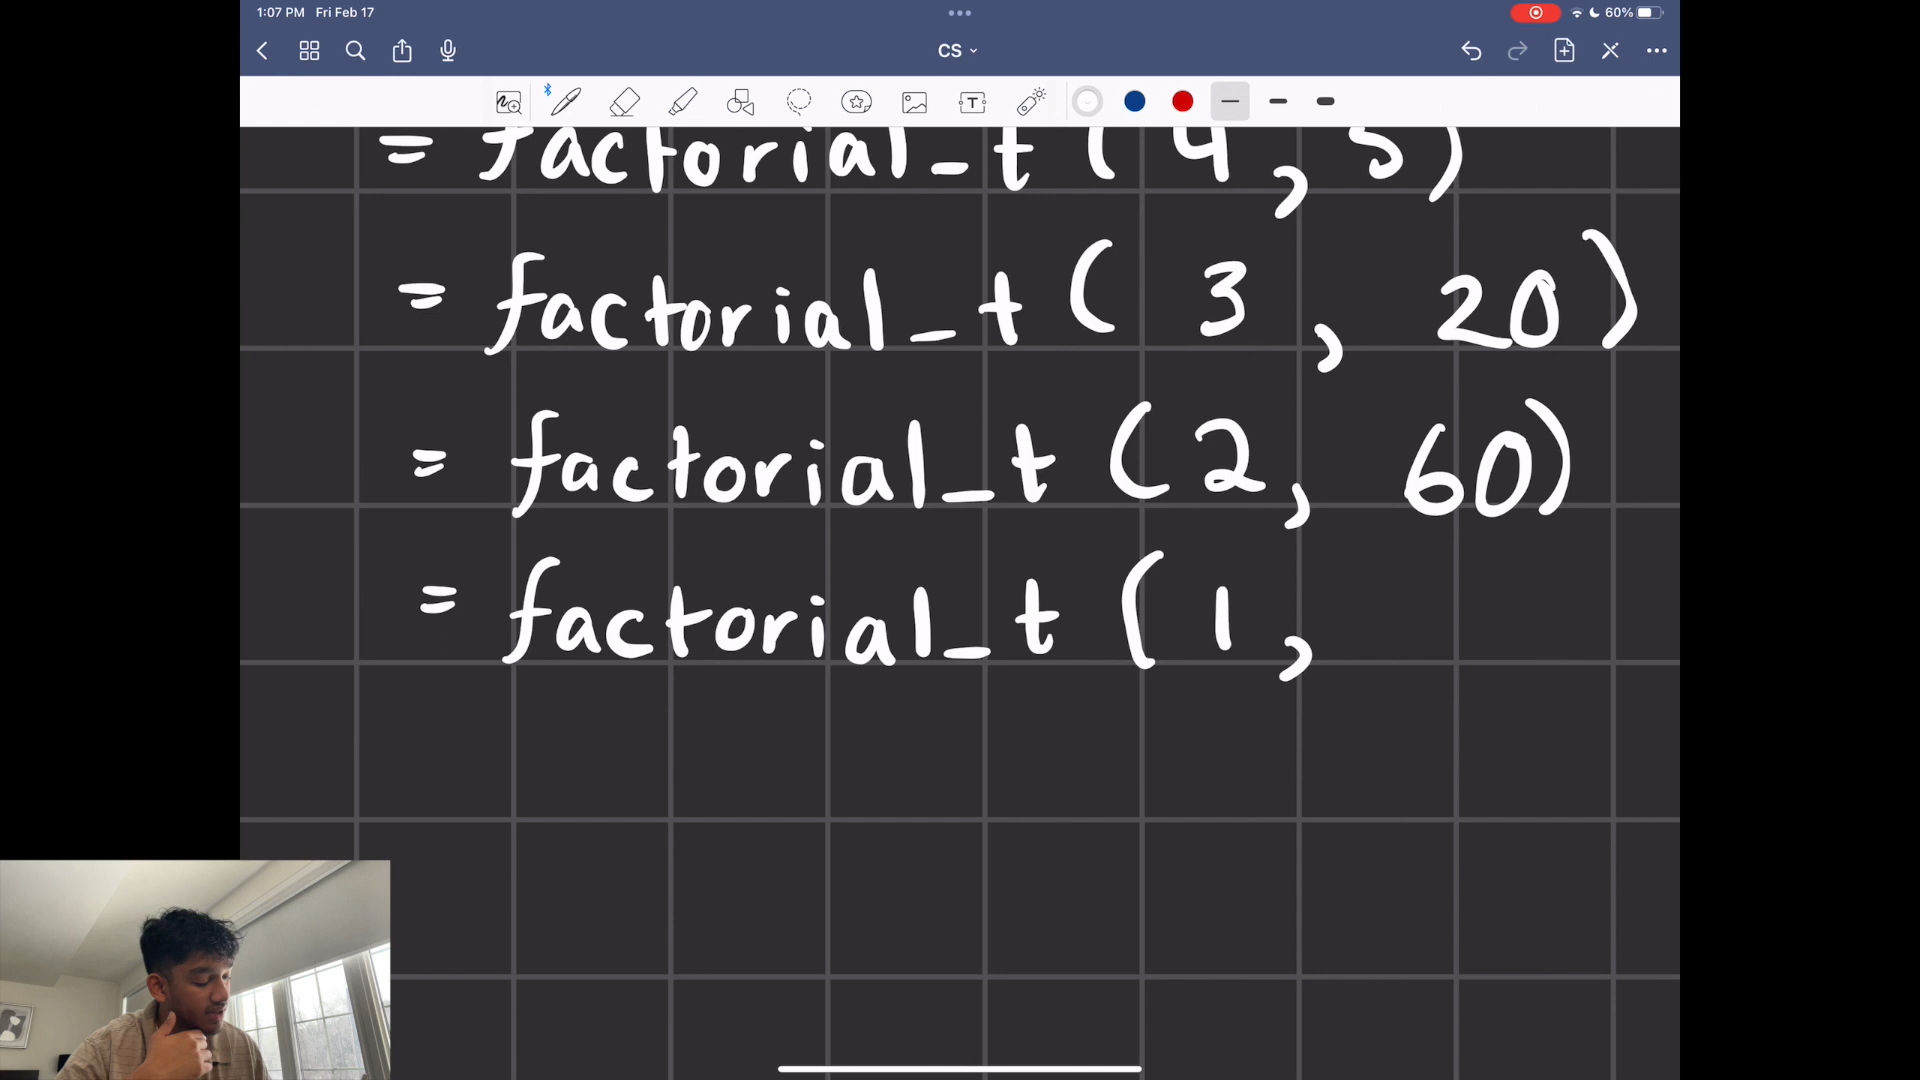 1:07 PM Fri Feb 17
60%
CS
T
= factorial_t ( 4 , 5 )
= factorial_t ( 3 , 20 )
= factorial_t ( 2, 60 )
= factorial_t ( 1 ,